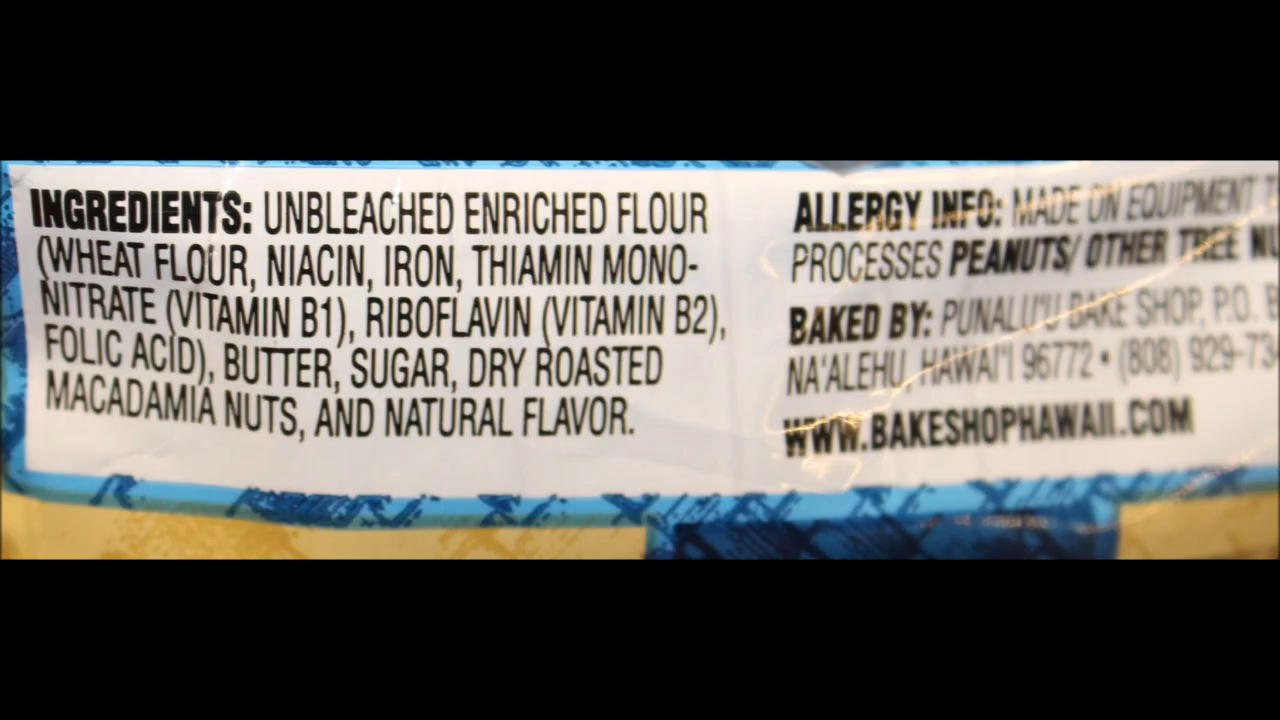 INGREDIENTS: UNBLEACHED ENRICHED FLOUR
(WHEAT FLOUR, NIACIN, IRON, THIAMIN MONO-
NITRATE (VITAMIN B1), RIBOFLAVIN (VITAMIN B2),
FOLIC ACID), BUTTER, SUGAR, DRY ROASTED
MACADAMIA NUTS, AND NATURAL FLAVOR.
ALLERGY INFO: MADE ON EQUIPMENT
PROCESSES PEANUTS/ OTHER TREE
BAKED BY: PUNALU'U BAKE SHOP, P.O.
NA'ALEHU, HAWAI'I 96772 • (808) 929-73
WWW.BAKESHOPHAWAII.COM